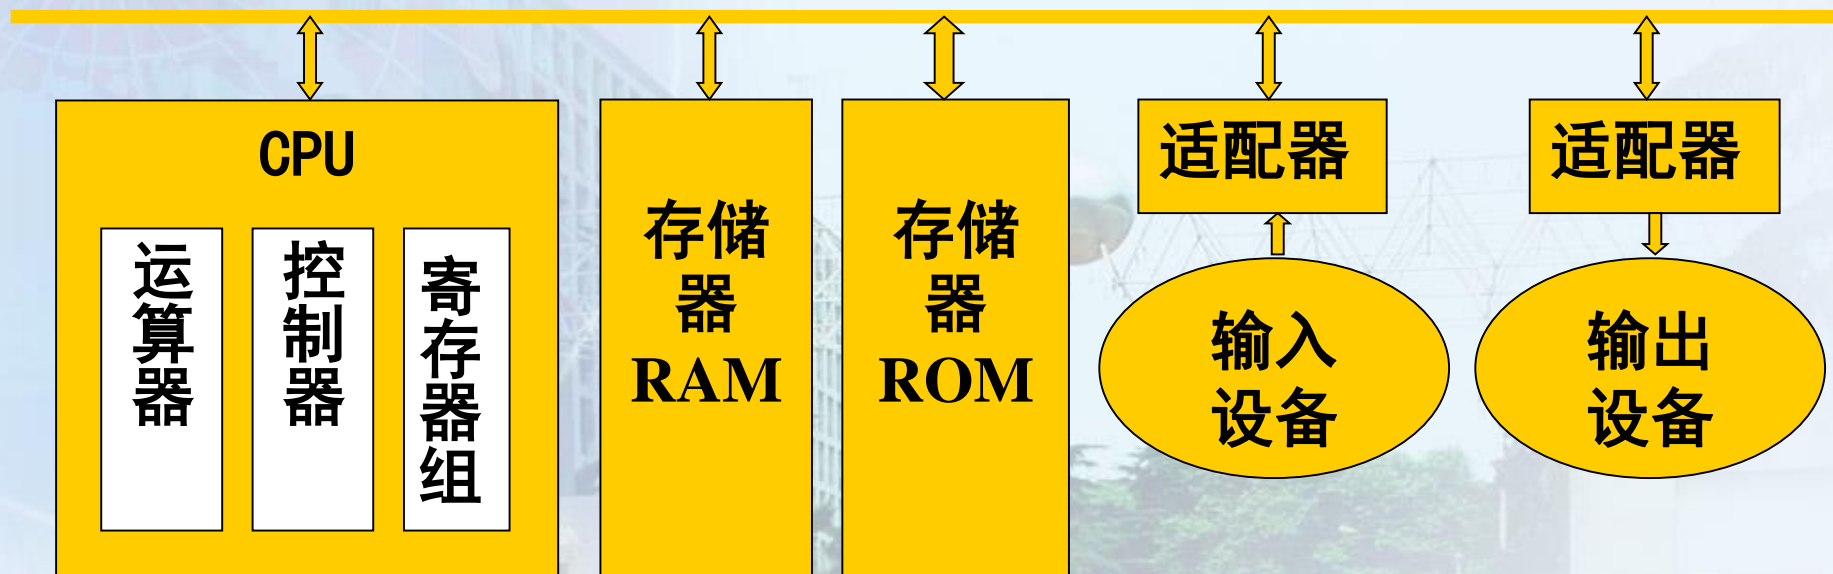 CPU
运算器
控制器
寄存器组
存储
器
RAM
存储
器
ROM
适配器
输入
设备
适配器
输出
设备